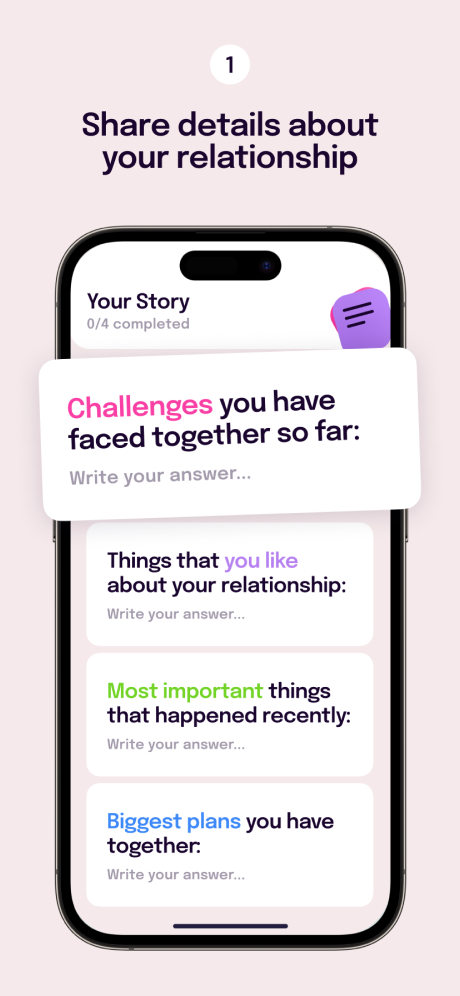 1
Share details about
your relationship
Your Story
0/4 completed
Challenges you have
faced together so far:
Write your answer...
Things that you like
about your relationship:
Write your answer...
Most important things
that happened recently:
Write your answer...
Biggest plans you have
together:
Write your answer...